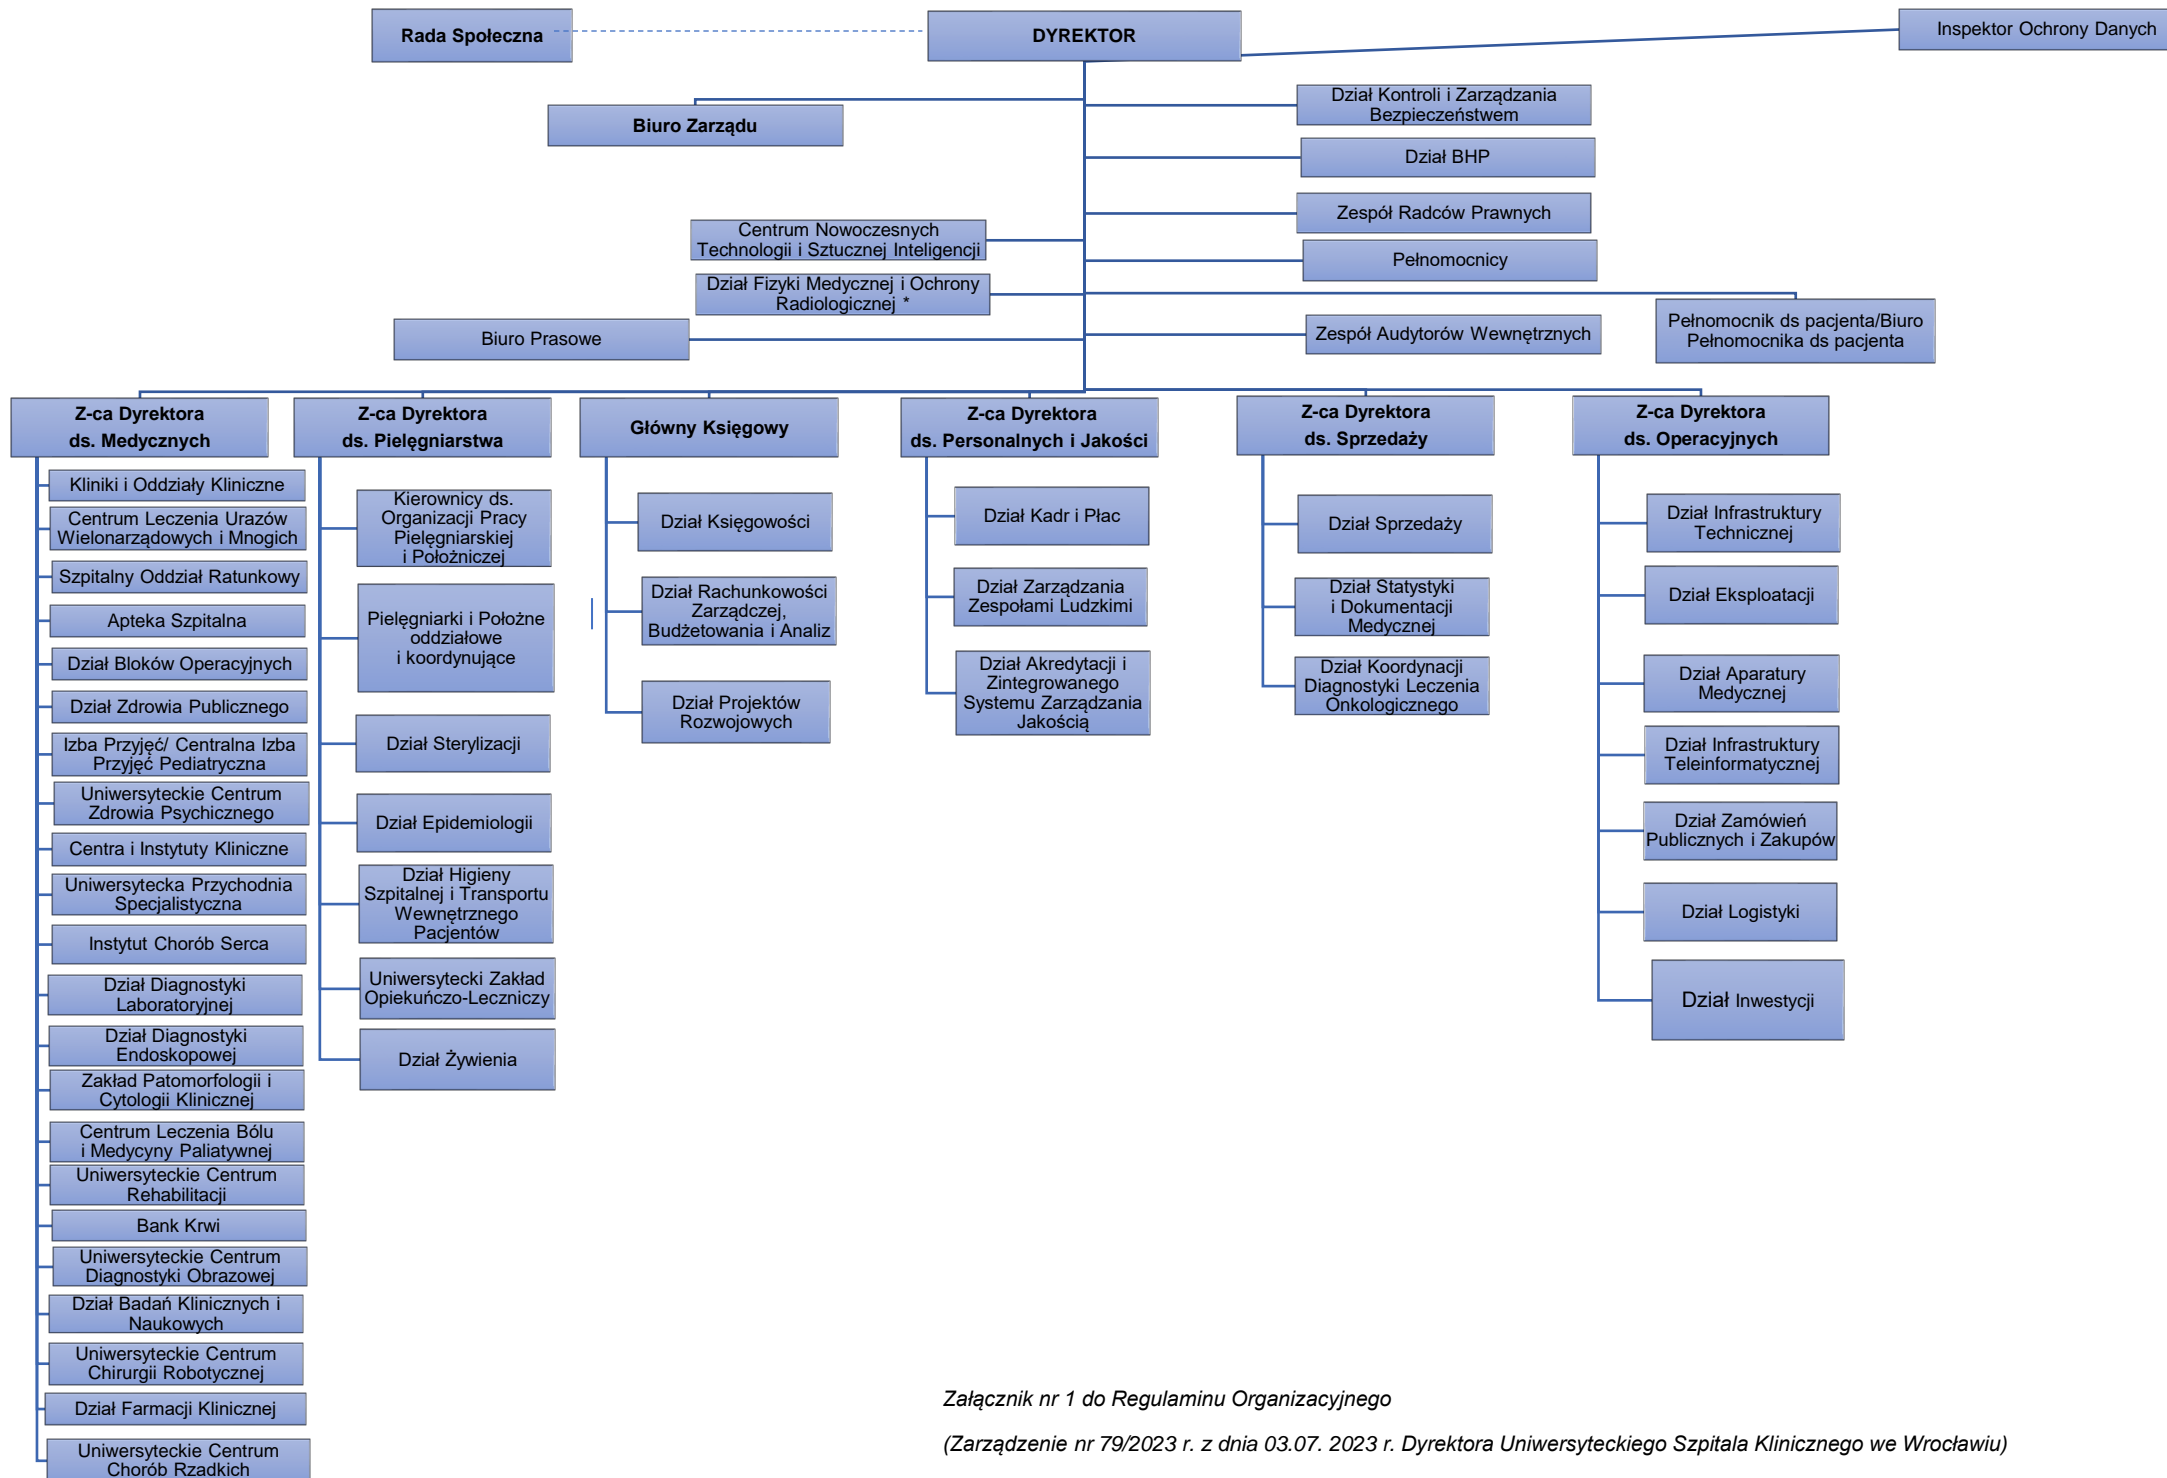 Rada Społeczna
DYREKTOR
Inspektor Ochrony Danych
Biuro Zarządu
Dział Kontroli i Zarządzania
Bezpieczeństwem
Dział BHP
Zespół Radców Prawnych
Centrum Nowoczesnych
Technologii i Sztucznej Inteligencji
Pełnomocnicy
Dział Fizyki Medycznej i Ochrony
Radiologicznej *
Pełnomocnik ds pacjenta/Biuro
Pełnomocnika ds pacjenta
Biuro Prasowe
Zespół Audytorów Wewnętrznych
Z-ca Dyrektora
ds. Medycznych
Kliniki i Oddziały Kliniczne
Centrum Leczenia Urazów
Wielonarządowych i Mnogich
Szpitalny Oddział Ratunkowy
Apteka Szpitalna
Dział Bloków Operacyjnych
Dział Zdrowia Publicznego
Izba Przyjęć/ Centralna Izba
Przyjęć Pediatryczna
Uniwersyteckie Centrum
Zdrowia Psychicznego
Centra i Instytuty Kliniczne
Uniwersytecka Przychodnia
Specjalistyczna
Instytut Chorób Serca
Dział Diagnostyki
Laboratoryjnej
Dział Diagnostyki
Endoskopowej
Zakład Patomorfologii i
Cytologii Klinicznej
Centrum Leczenia Bólu
i Medycyny Paliatywnej
Uniwersyteckie Centrum
Rehabilitacji
Bank Krwi
Uniwersyteckie Centrum
Diagnostyki Obrazowej
Dział Badań Klinicznych i
Naukowych
Uniwersyteckie Centrum
Chirurgii Robotycznej
Dział Farmacji Klinicznej
Uniwersyteckie Centrum
Chorób Rzadkich
Z-ca Dyrektora
ds. Pielęgniarstwa
Kierownicy ds.
Organizacji Pracy
Pielęgniarskiej
i Położniczej
Pielęgniarki i Położne
oddziałowe
i koordynujące
Dział Sterylizacji
Dział Epidemiologii
Dział Higieny
Szpitalnej i Transportu
Wewnętrznego
Pacjentów
Uniwersytecki Zakład
Opiekuńczo-Leczniczy
Dział Żywienia
Główny Księgowy
Dział Księgowości
Dział Rachunkowości
Zarządczej,
Budżetowania i Analiz
Dział Projektów
Rozwojowych
Z-ca Dyrektora
ds. Personalnych i Jakości
Dział Kadr i Płac
Dział Zarządzania
Zespołami Ludzkimi
Dział Akredytacji i
Zintegrowanego
Systemu Zarządzania
Jakością
Z-ca Dyrektora
ds. Sprzedaży
Dział Sprzedaży
Dział Statystyki
i Dokumentacji
Medycznej
Dział Koordynacji
Diagnostyki Leczenia
Onkologicznego
Z-ca Dyrektora
ds. Operacyjnych
Dział Infrastruktury
Technicznej
Dział Eksploatacji
Dział Aparatury
Medycznej
Dział Infrastruktury
Teleinformatycznej
Dział Zamówień
Publicznych i Zakupów
Dział Logistyki
Dział Inwestycji
Załącznik nr 1 do Regulaminu Organizacyjnego
(Zarządzenie nr 79/2023 r. z dnia 03.07. 2023 r. Dyrektora Uniwersyteckiego Szpitala Klinicznego we Wrocławiu)